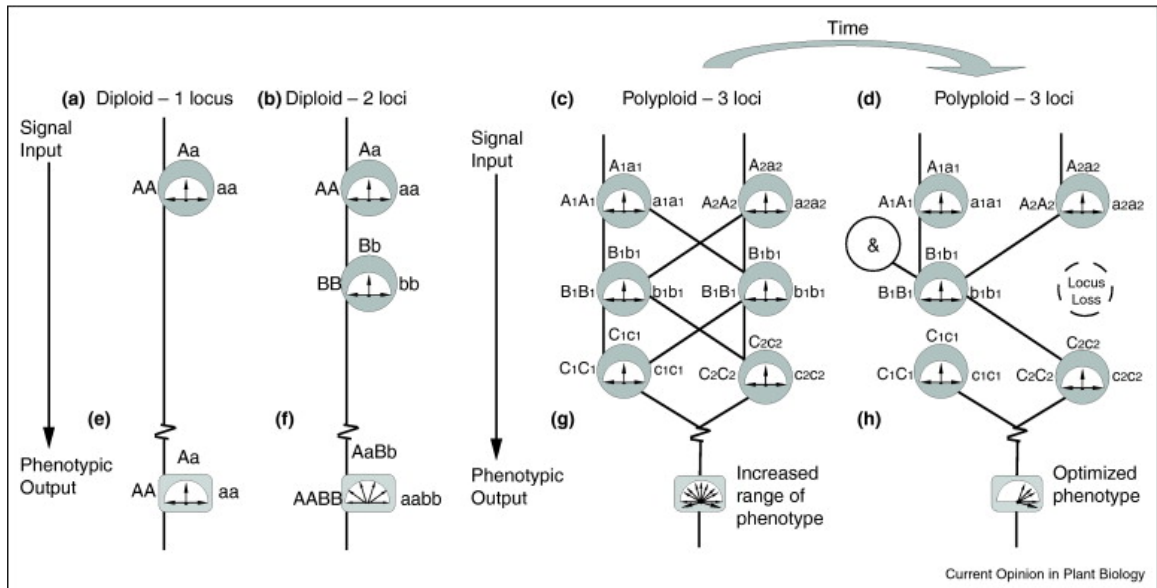 Time
(a) Diploid – 1 locus
(b) Diploid – 2 loci
(c) Polyploid – 3 loci
(d) Polyploid – 3 loci
Signal
Input
Aa
AA
aa
Aa
AA
aa
Bb
BB
bb
Signal
Input
A1a1
A1A1
a1a1
A2a2
A2A2
a2a2
B1b1
B1B1
b1b1
B1b1
B1B1
b1b1
C1c1
C1C1
c1c1
C2c2
C2C2
c2c2
A1a1
A1A1
a1a1
A2a2
A2A2
a2a2
&
B1b1
B1B1
b1b1
Locus
Loss
C1c1
C1C1
c1c1
C2c2
C2C2
c2c2
(e)
(f)
(g)
(h)
Phenotypic
Output
Aa
AA
aa
AaBb
AABB
aabb
Phenotypic
Output
Increased
range of
phenotype
Optimized
phenotype
Current Opinion in Plant Biology